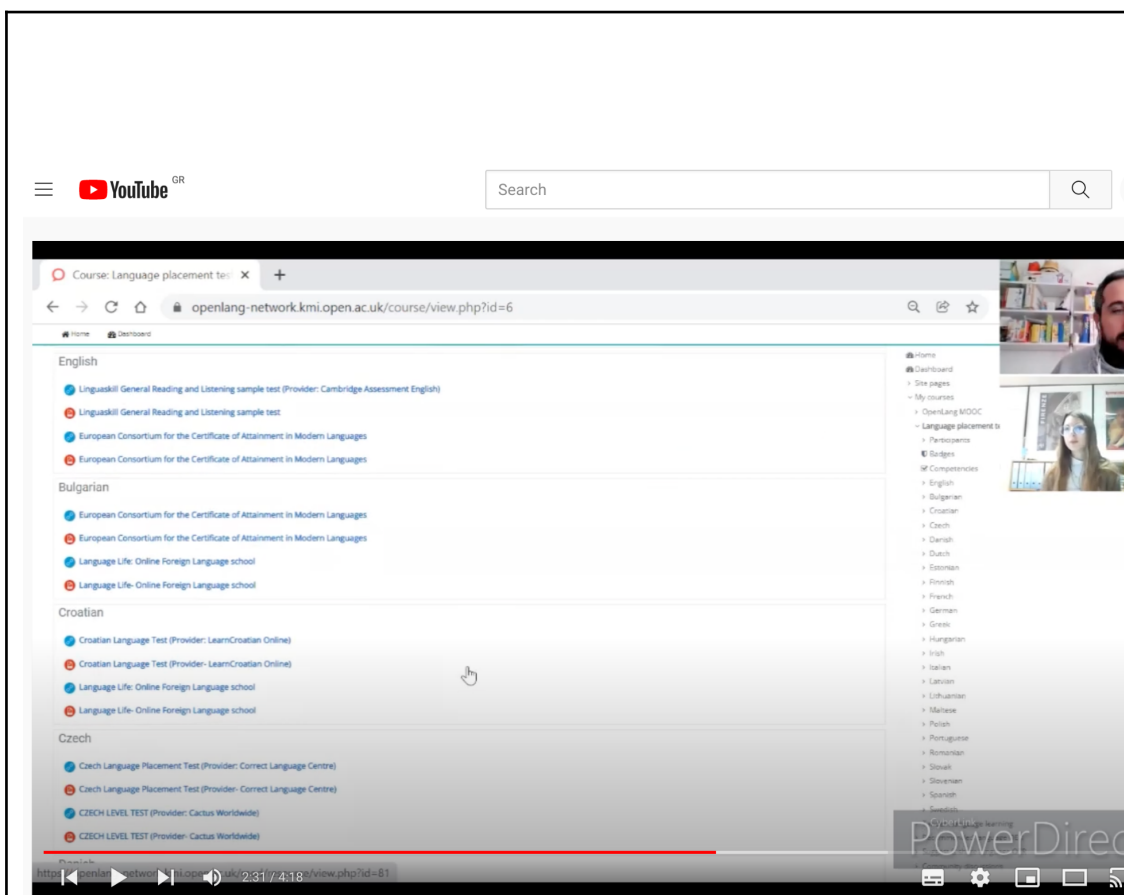 YouTube GR
Search
Course: Language placement tes
openlang-network.kmi.open.ac.uk/course/view.php?id=6
Home Dashboard
English
Linguaskill General Reading and Listening sample test (Provider: Cambridge Assessment English)
Linguaskill General Reading and Listening sample test
European Consortium for the Certificate of Attainment in Modern Languages
European Consortium for the Certificate of Attainment in Modern Languages
Bulgarian
European Consortium for the Certificate of Attainment in Modern Languages
European Consortium for the Certificate of Attainment in Modern Languages
Language Life: Online Foreign Language school
Language Life- Online Foreign Language school
Croatian
Croatian Language Test (Provider: LearnCroatian Online)
Croatian Language Test (Provider- LearnCroatian Online)
Language Life: Online Foreign Language school
Language Life- Online Foreign Language school
Czech
Czech Language Placement Test (Provider: Correct Language Centre)
Czech Language Placement Test (Provider- Correct Language Centre)
CZECH LEVEL TEST (Provider: Cactus Worldwide)
CZECH LEVEL TEST (Provider- Cactus Worldwide)
Danish
Home
Dashboard
Site pages
My courses
OpenLang MOOC
Language placement te
Participants
Badges
Competencies
English
Bulgarian
Croatian
Czech
Danish
Dutch
Estonian
Finnish
French
German
Greek
Hungarian
Irish
Italian
Latvian
Lithuanian
Maltese
Polish
Portuguese
Romanian
Slovak
Slovenian
Spanish
Swedish
CyberLink
PowerDirec
2:31 / 4:18
view.php?id=81